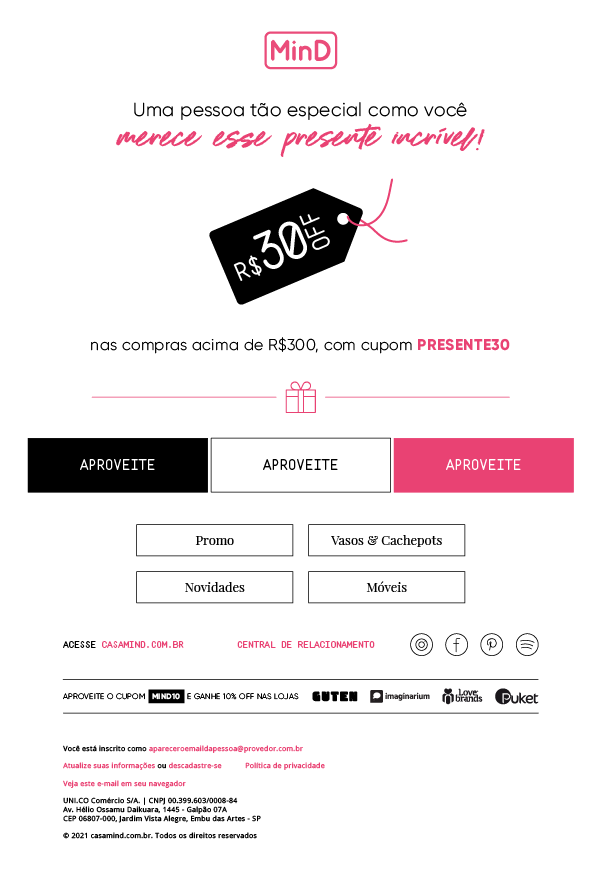 MinD
Uma pessoa tão especial como você
merece esse presente incrível!
R$30 OFF
nas compras acima de R$300, com cupom PRESENTE30
APROVEITE
APROVEITE
APROVEITE
Promo
Vasos & Cachepots
Novidades
Móveis
ACESSE CASAMIND.COM.BR
CENTRAL DE RELACIONAMENTO
APROVEITE O CUPOM MIND10 E GANHE 10% OFF NAS LOJAS
GUTEN
imaginarium
Love brands
Puket
Você está inscrito como apareceroemaildapessoa@provedor.com.br
Atualize suas informações ou descadastre-se
Política de privacidade
Veja este e-mail em seu navegador
UNI.CO Comércio S/A. | CNPJ 00.399.603/0008-84
Av. Hélio Ossamu Daikuara, 1445 - Galpão 07A
CEP 06807-000, Jardim Vista Alegre, Embu das Artes - SP
© 2021 casamind.com.br. Todos os direitos reservados